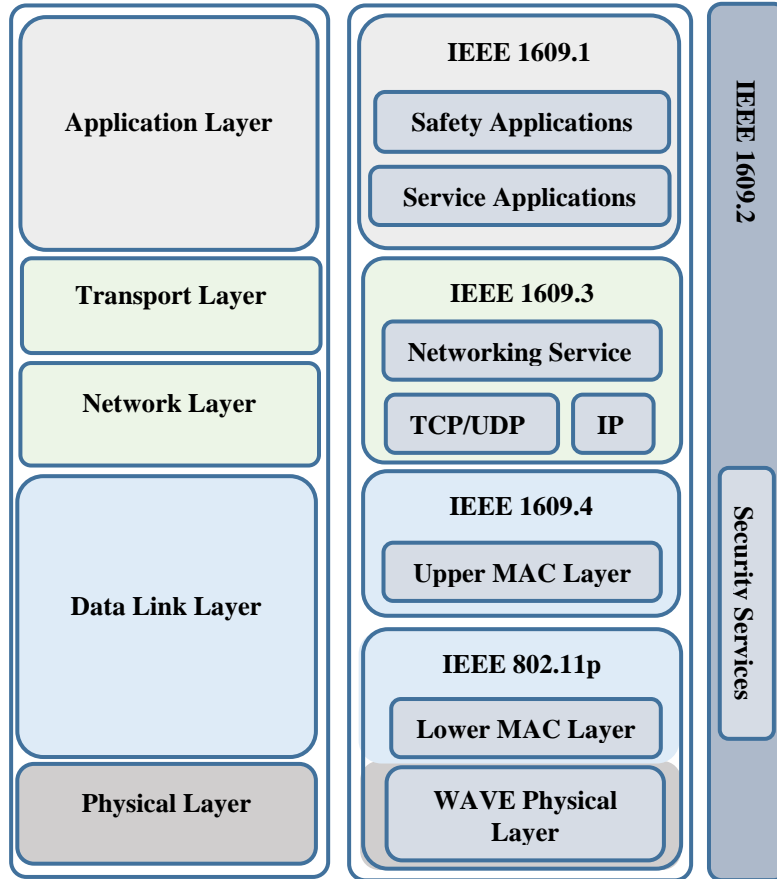 Application Layer
Transport Layer
Network Layer
Data Link Layer
Physical Layer
IEEE 1609.1
Safety Applications
Service Applications
IEEE 1609.3
Networking Service
TCP/UDP
IP
IEEE 1609.4
Upper MAC Layer
IEEE 802.11p
Lower MAC Layer
WAVE Physical
Layer
IEEE 1609.2
Security Services